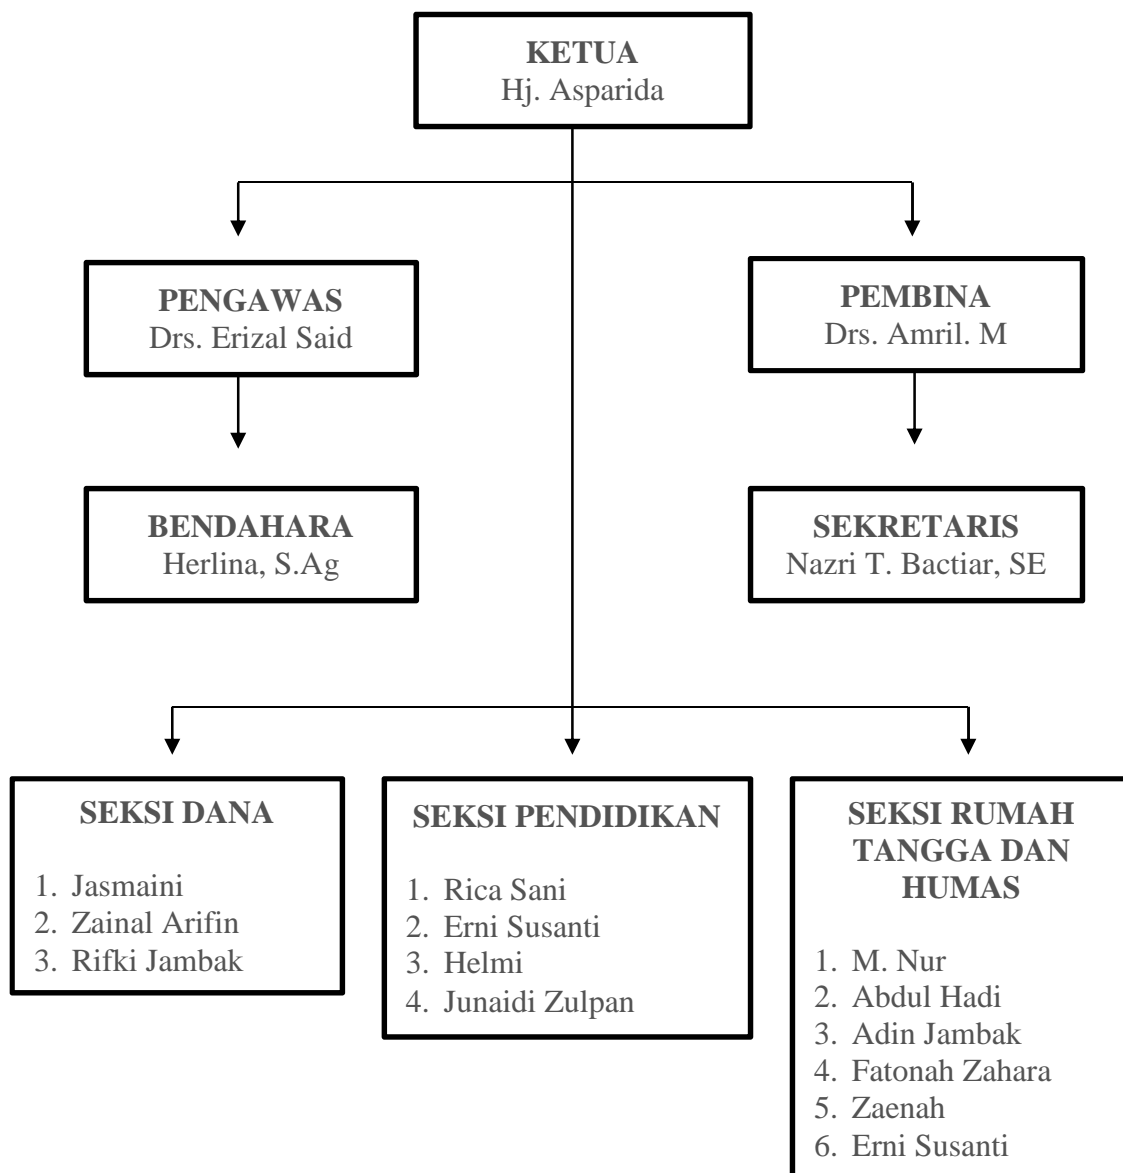 KETUA
Hj. Asparida
PENGAWAS
Drs. Erizal Said
PEMBINA
Drs. Amril. M
BENDAHARA
Herlina, S.Ag
SEKRETARIS
Nazri T. Bactiar, SE
SEKSI DANA
1. Jasmaini
2. Zainal Arifin
3. Rifki Jambak
SEKSI PENDIDIKAN
1. Rica Sani
2. Erni Susanti
3. Helmi
4. Junaidi Zulpan
SEKSI RUMAH
TANGGA DAN
HUMAS
1. M. Nur
2. Abdul Hadi
3. Adin Jambak
4. Fatonah Zahara
5. Zaenah
6. Erni Susanti